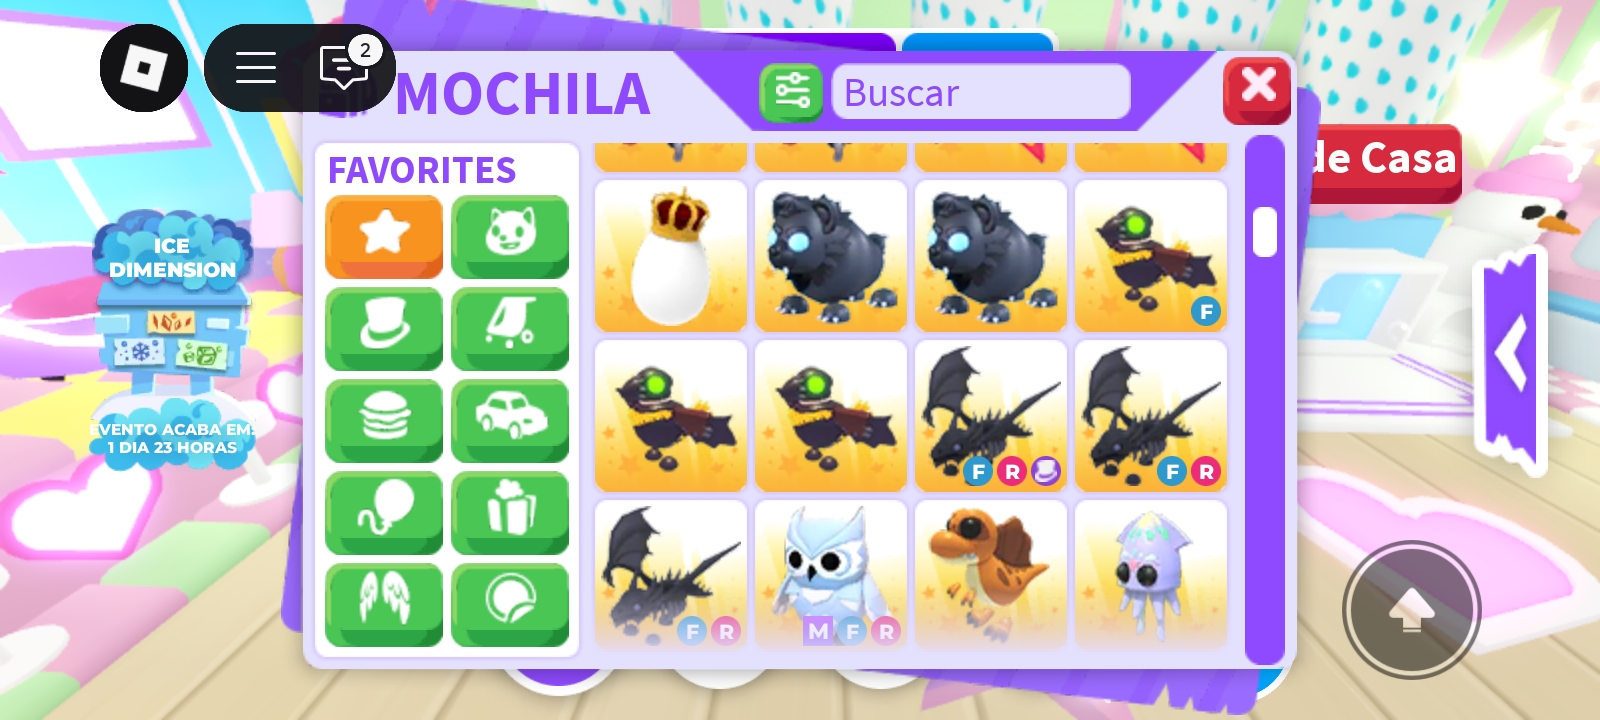 2
MOCHILA
Buscar
de Casa
FAVORITES
ICE
DIMENSION
F
F R
F R
EVENTO ACABA EM:
1 DIA 23 HORAS
F R
M F R